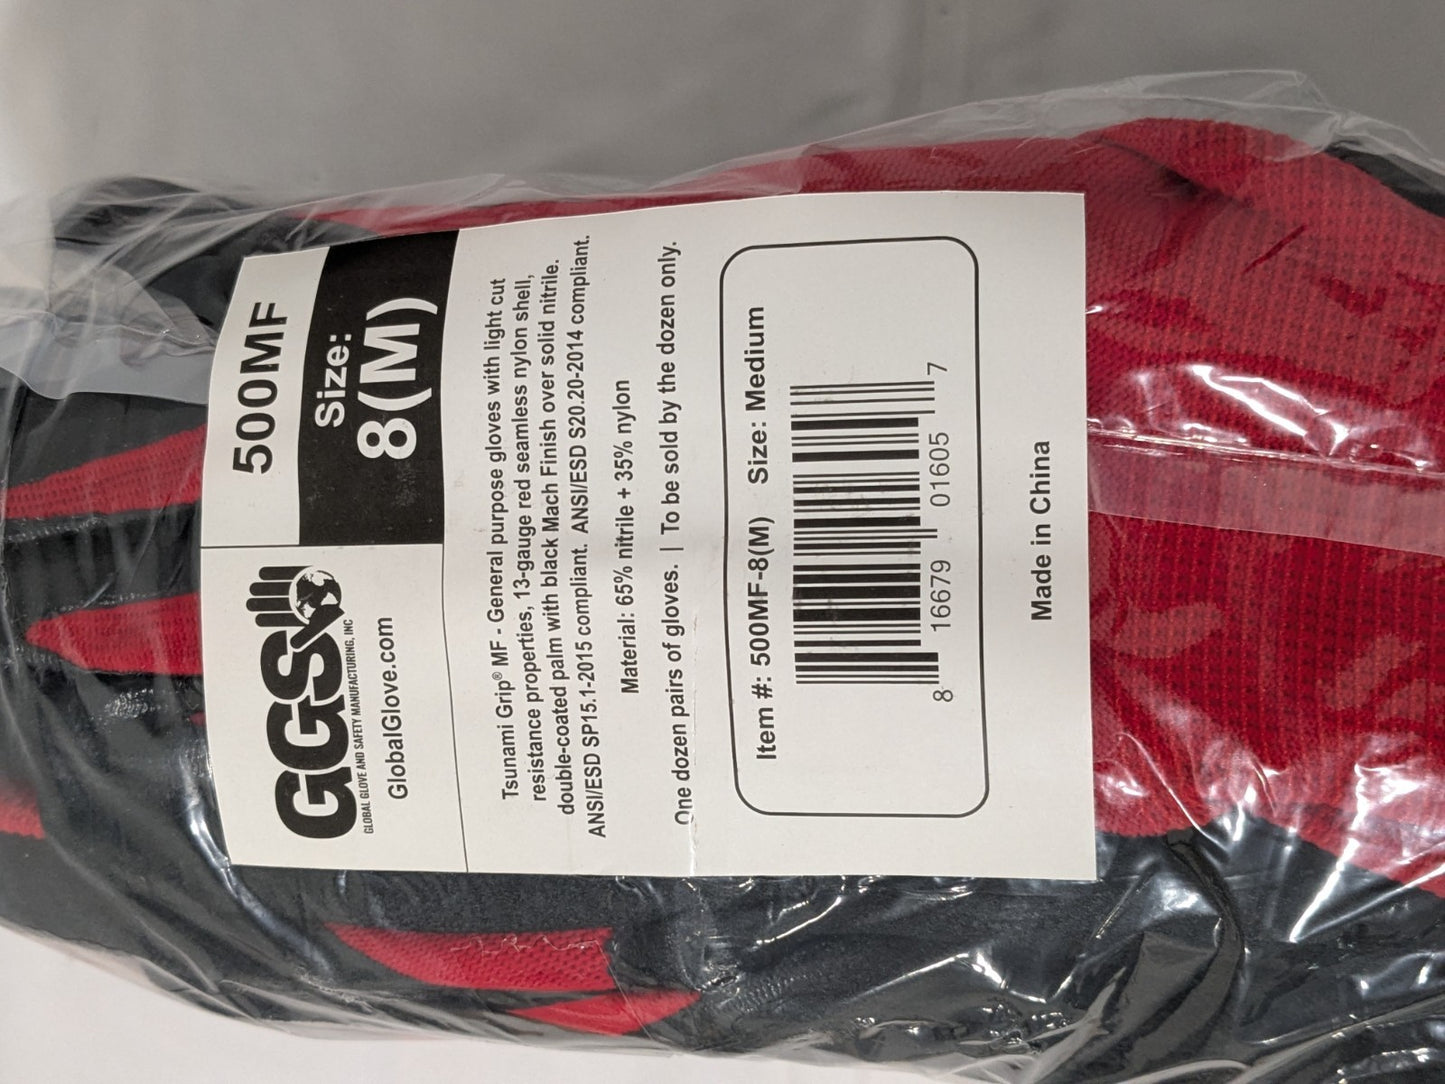 GGS
GLOBAL GLOVE AND SAFETY MANUFACTURING, INC
GlobalGlove.com
500MF
Size:
8(M)
Tsunami Grip® MF - General purpose gloves with light cut
resistance properties, 13-gauge red seamless nylon shell,
double-coated palm with black Mach Finish over solid nitrile.
ANSI/ESD SP15.1-2015 compliant. ANSI/ESD S20.20-2014 compliant.
Material: 65% nitrile + 35% nylon
One dozen pairs of gloves. | To be sold by the dozen only.
Item #: 500MF-8(M) Size: Medium
8 16679 01605 7
Made in China